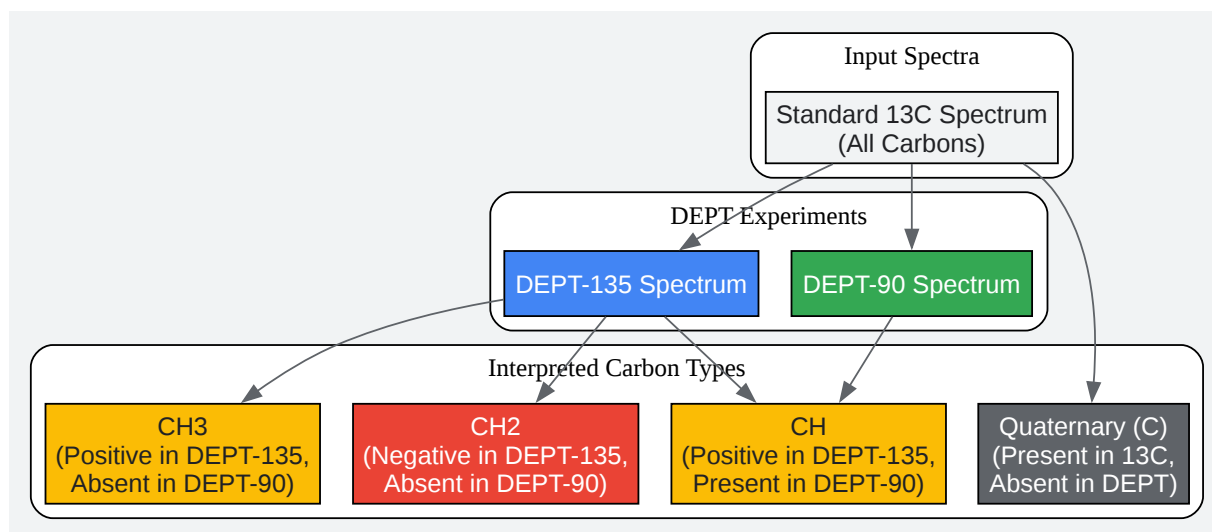 Input Spectra
Standard 13C Spectrum
(All Carbons)
DEPT Experiments
DEPT-135 Spectrum
DEPT-90 Spectrum
Interpreted Carbon Types
CH3
(Positive in DEPT-135,
Absent in DEPT-90)
CH2
(Negative in DEPT-135,
Absent in DEPT-90)
CH
(Positive in DEPT-135,
Present in DEPT-90)
Quaternary (C)
(Present in 13C,
Absent in DEPT)